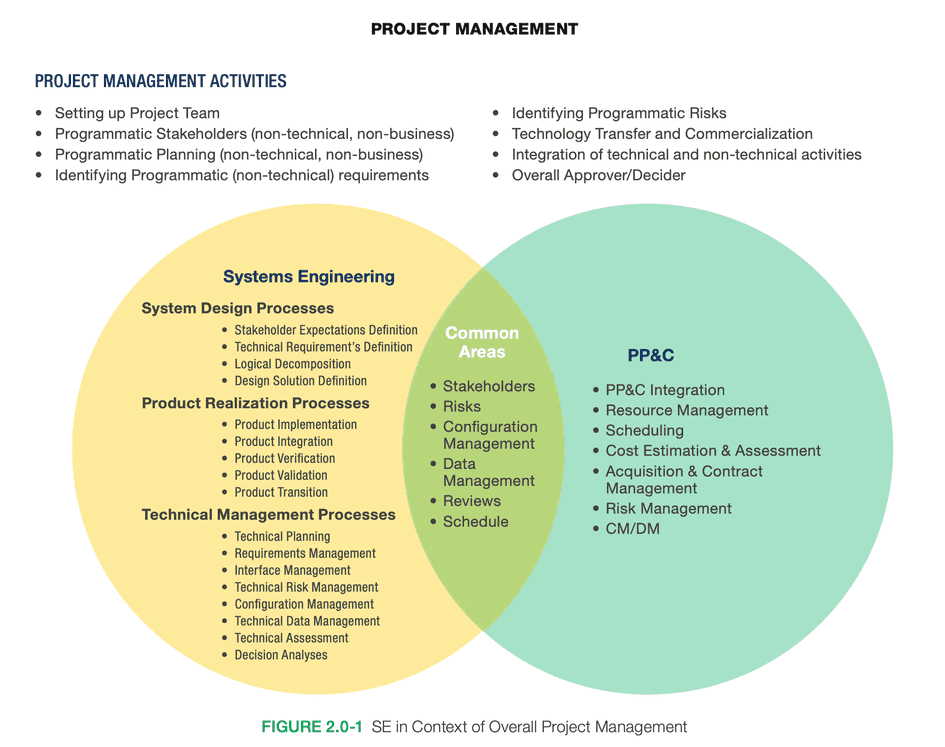 PROJECT MANAGEMENT
PROJECT MANAGEMENT ACTIVITIES
• Setting up Project Team
• Programmatic Stakeholders (non-technical, non-business)
• Programmatic Planning (non-technical, non-business)
• Identifying Programmatic (non-technical) requirements
• Identifying Programmatic Risks
• Technology Transfer and Commercialization
• Integration of technical and non-technical activities
• Overall Approver/Decider
Systems Engineering
System Design Processes
• Stakeholder Expectations Definition
• Technical Requirement’s Definition
• Logical Decomposition
• Design Solution Definition
Product Realization Processes
• Product Implementation
• Product Integration
• Product Verification
• Product Validation
• Product Transition
Technical Management Processes
• Technical Planning
• Requirements Management
• Interface Management
• Technical Risk Management
• Configuration Management
• Technical Data Management
• Technical Assessment
• Decision Analyses
Common
Areas
• Stakeholders
• Risks
• Configuration
Management
• Data
Management
• Reviews
• Schedule
PP&C
• PP&C Integration
• Resource Management
• Scheduling
• Cost Estimation & Assessment
• Acquisition & Contract
Management
• Risk Management
• CM/DM
FIGURE 2.0-1 SE in Context of Overall Project Management